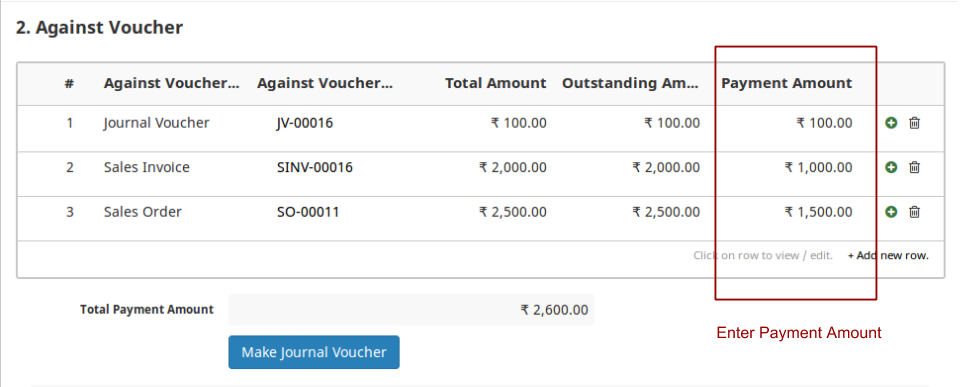 2. Against Voucher
# Against Voucher... Against Voucher... Total Amount Outstanding Am... Payment Amount
1 Journal Voucher JV-00016 ₹ 100.00 ₹ 100.00 ₹ 100.00
2 Sales Invoice SINV-00016 ₹ 2,000.00 ₹ 2,000.00 ₹ 1,000.00
3 Sales Order SO-00011 ₹ 2,500.00 ₹ 2,500.00 ₹ 1,500.00
Click on row to view / edit. + Add new row.
Total Payment Amount ₹ 2,600.00
Enter Payment Amount
Make Journal Voucher